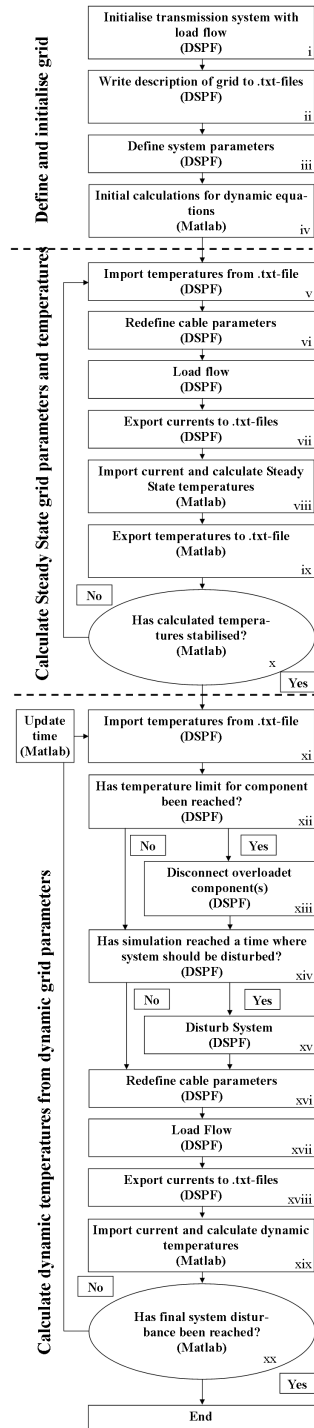 Define and initialise grid
Initialise transmission system with
load flow
(DSPF)
i
Write description of grid to .txt-files
(DSPF)
ii
Define system parameters
(DSPF)
iii
Initial calculations for dynamic equa-
tions
(Matlab)
iv
Calculate Steady State grid parameters and temperatures
Import temperatures from .txt-file
(DSPF)
v
Redefine cable parameters
(DSPF)
vi
Load flow
(DSPF)
Export currents to .txt-files
(DSPF)
vii
Import current and calculate Steady
State temperatures
(Matlab)
viii
Export temperatures to .txt-file
(Matlab)
ix
No
Has calculated tempera-
tures stabilised?
(Matlab)
x
Yes
Calculate dynamic temperatures from dynamic grid parameters
Update
time
(Matlab)
Import temperatures from .txt-file
(DSPF)
xi
Has temperature limit for component
been reached?
(DSPF)
xii
No
Yes
Disconnect overloadet
component(s)
(DSPF)
xiii
Has simulation reached a time where
system should be disturbed?
(DSPF)
xiv
No
Yes
Disturb System
(DSPF)
xv
Redefine cable parameters
(DSPF)
xvi
Load Flow
(DSPF)
xvii
Export currents to .txt-files
(DSPF)
xviii
Import current and calculate dynamic
temperatures
(Matlab)
xix
No
Has final system distur-
bance been reached?
(Matlab)
xx
Yes
End